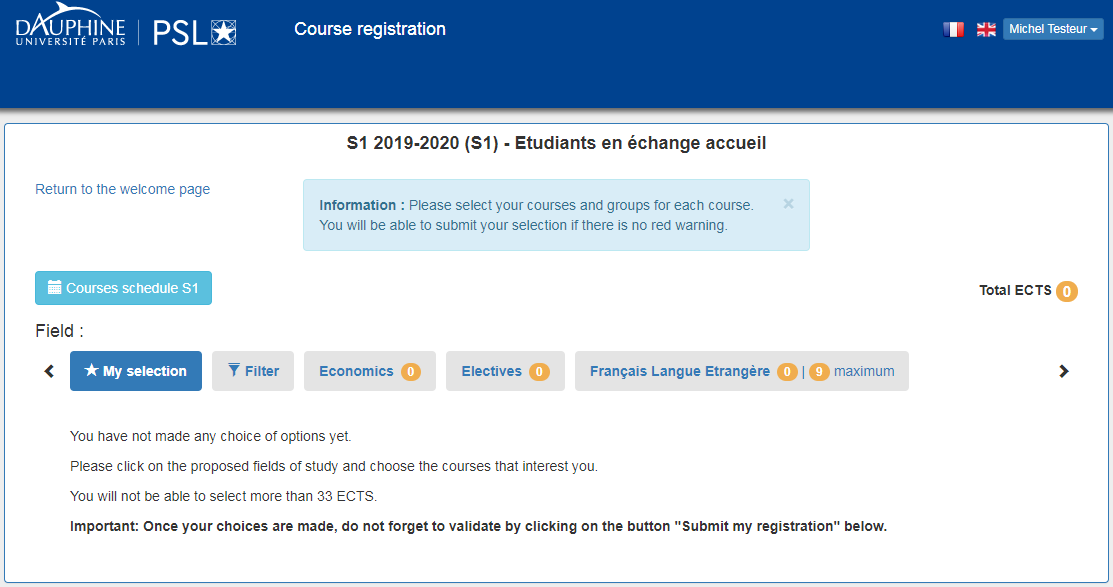 DAUPHINE
UNIVERSITÉ PARIS
PSL
Course registration
Michel Testeur
S1 2019-2020 (S1) - Etudiants en échange accueil
Return to the welcome page
Information : Please select your courses and groups for each course.
You will be able to submit your selection if there is no red warning.
×
Courses schedule S1
Total ECTS 0
Field :
My selection
Filter
Economics 0
Electives 0
Français Langue Etrangère 0 | 9 maximum
You have not made any choice of options yet.
Please click on the proposed fields of study and choose the courses that interest you.
You will not be able to select more than 33 ECTS.
Important: Once your choices are made, do not forget to validate by clicking on the button "Submit my registration" below.